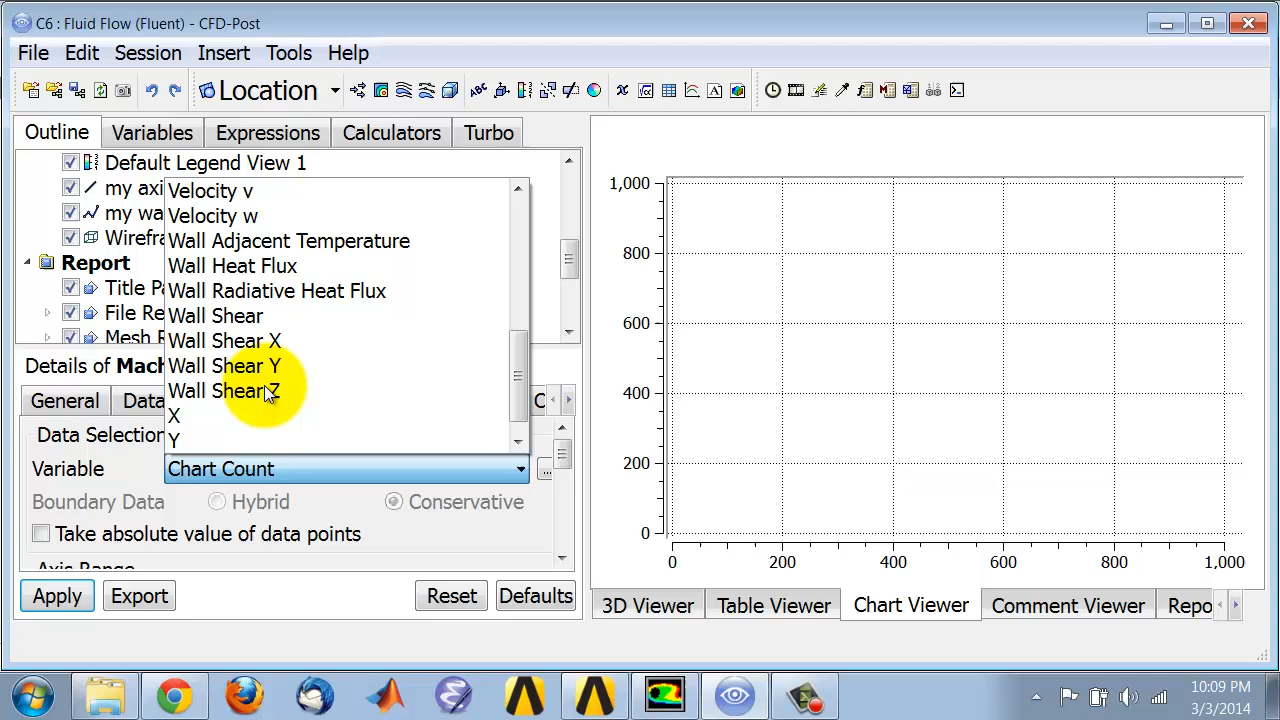 C6 : Fluid Flow (Fluent) - CFD-Post
File Edit Session Insert Tools Help
Location
Outline Variables Expressions Calculators Turbo
Default Legend View 1
my axi
my wa
Wirefra
Report
Title Pa
File Re
Mesh R
Velocity v
Velocity w
Wall Adjacent Temperature
Wall Heat Flux
Wall Radiative Heat Flux
Wall Shear
Wall Shear X
Wall Shear Y
Wall Shear Z
X
Y
Details of Mach
General Data
Data Selection
Variable Chart Count ...
Boundary Data Hybrid Conservative
Take absolute value of data points
Axis Range
Apply Export Reset Defaults
1,000
800
600
400
200
0
0 200 400 600 800 1,000
3D Viewer Table Viewer Chart Viewer Comment Viewer Repo
10:09 PM
3/3/2014